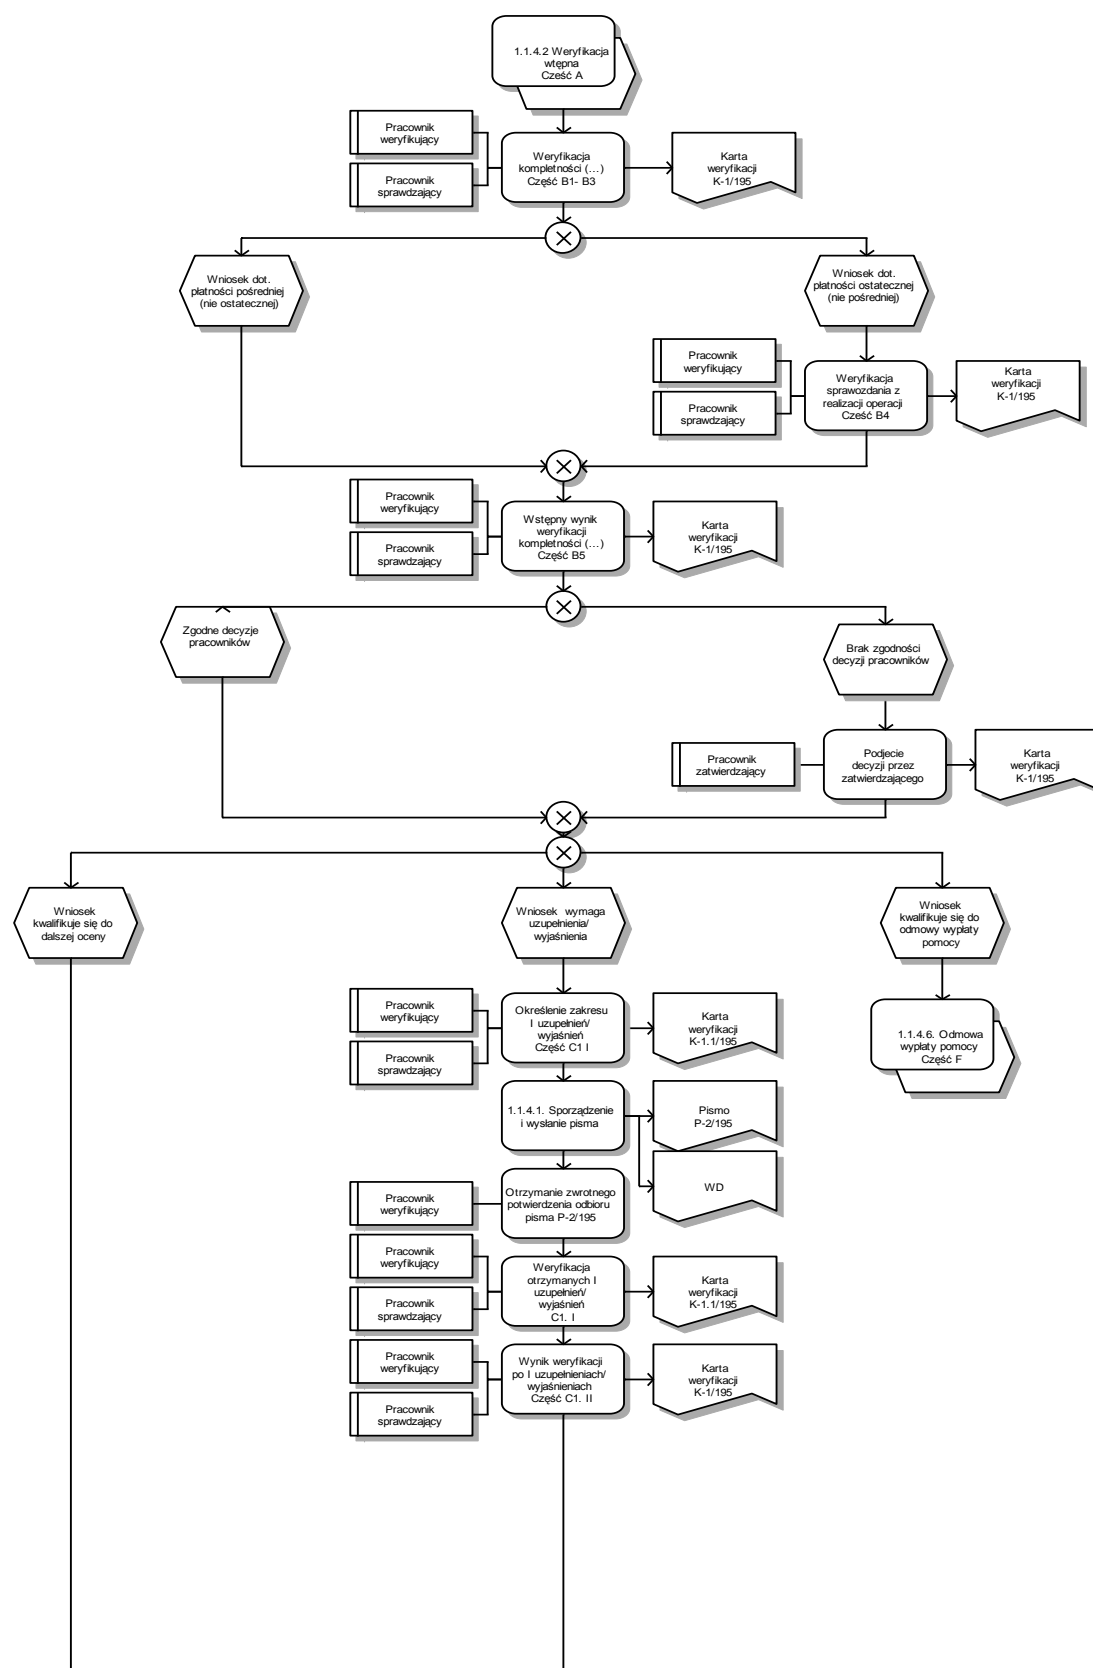 1.1.4.2 Weryfikacja
wtępna
Cześć A
Pracownik
weryfikujący
Pracownik
sprawdzający
Weryfikacja
kompletności (...)
Część B1- B3
Karta
weryfikacji
K-1/195
Wniosek dot.
płatności pośredniej
(nie ostatecznej)
Wniosek dot.
płatności ostatecznej
(nie pośredniej)
Pracownik
weryfikujący
Pracownik
sprawdzający
Weryfikacja
sprawozdania z
realizacji operacji
Cześć B4
Karta
weryfikacji
K-1/195
Pracownik
weryfikujący
Pracownik
sprawdzający
Wstępny wynik
weryfikacji
kompletności (...)
Część B5
Karta
weryfikacji
K-1/195
Zgodne decyzje
pracowników
Brak zgodności
decyzji pracowników
Pracownik
zatwierdzający
Podjecie
decyzji przez
zatwierdzającego
Karta
weryfikacji
K-1/195
Wniosek
kwalifikuje się do
dalszej oceny
Wniosek wymaga
uzupełnienia/
wyjaśnienia
Wniosek
kwalifikuje się do
odmowy wypłaty
pomocy
Pracownik
weryfikujący
Pracownik
sprawdzający
Określenie zakresu
I uzupełnień/
wyjaśnień
Część C1 I
Karta
weryfikacji
K-1.1/195
1.1.4.6. Odmowa
wypłaty pomocy
Część F
1.1.4.1. Sporządzenie
i wysłanie pisma
Pismo
P-2/195
WD
Pracownik
weryfikujący
Otrzymanie zwrotnego
potwierdzenia odbioru
pisma P-2/195
Pracownik
weryfikujący
Pracownik
sprawdzający
Weryfikacja
otrzymanych I
uzupełnień/
wyjaśnień
C1. I
Karta
weryfikacji
K-1.1/195
Pracownik
weryfikujący
Pracownik
sprawdzający
Wynik weryfikacji
po I uzupełnieniach/
wyjaśnieniach
Część C1. II
Karta
weryfikacji
K-1/195